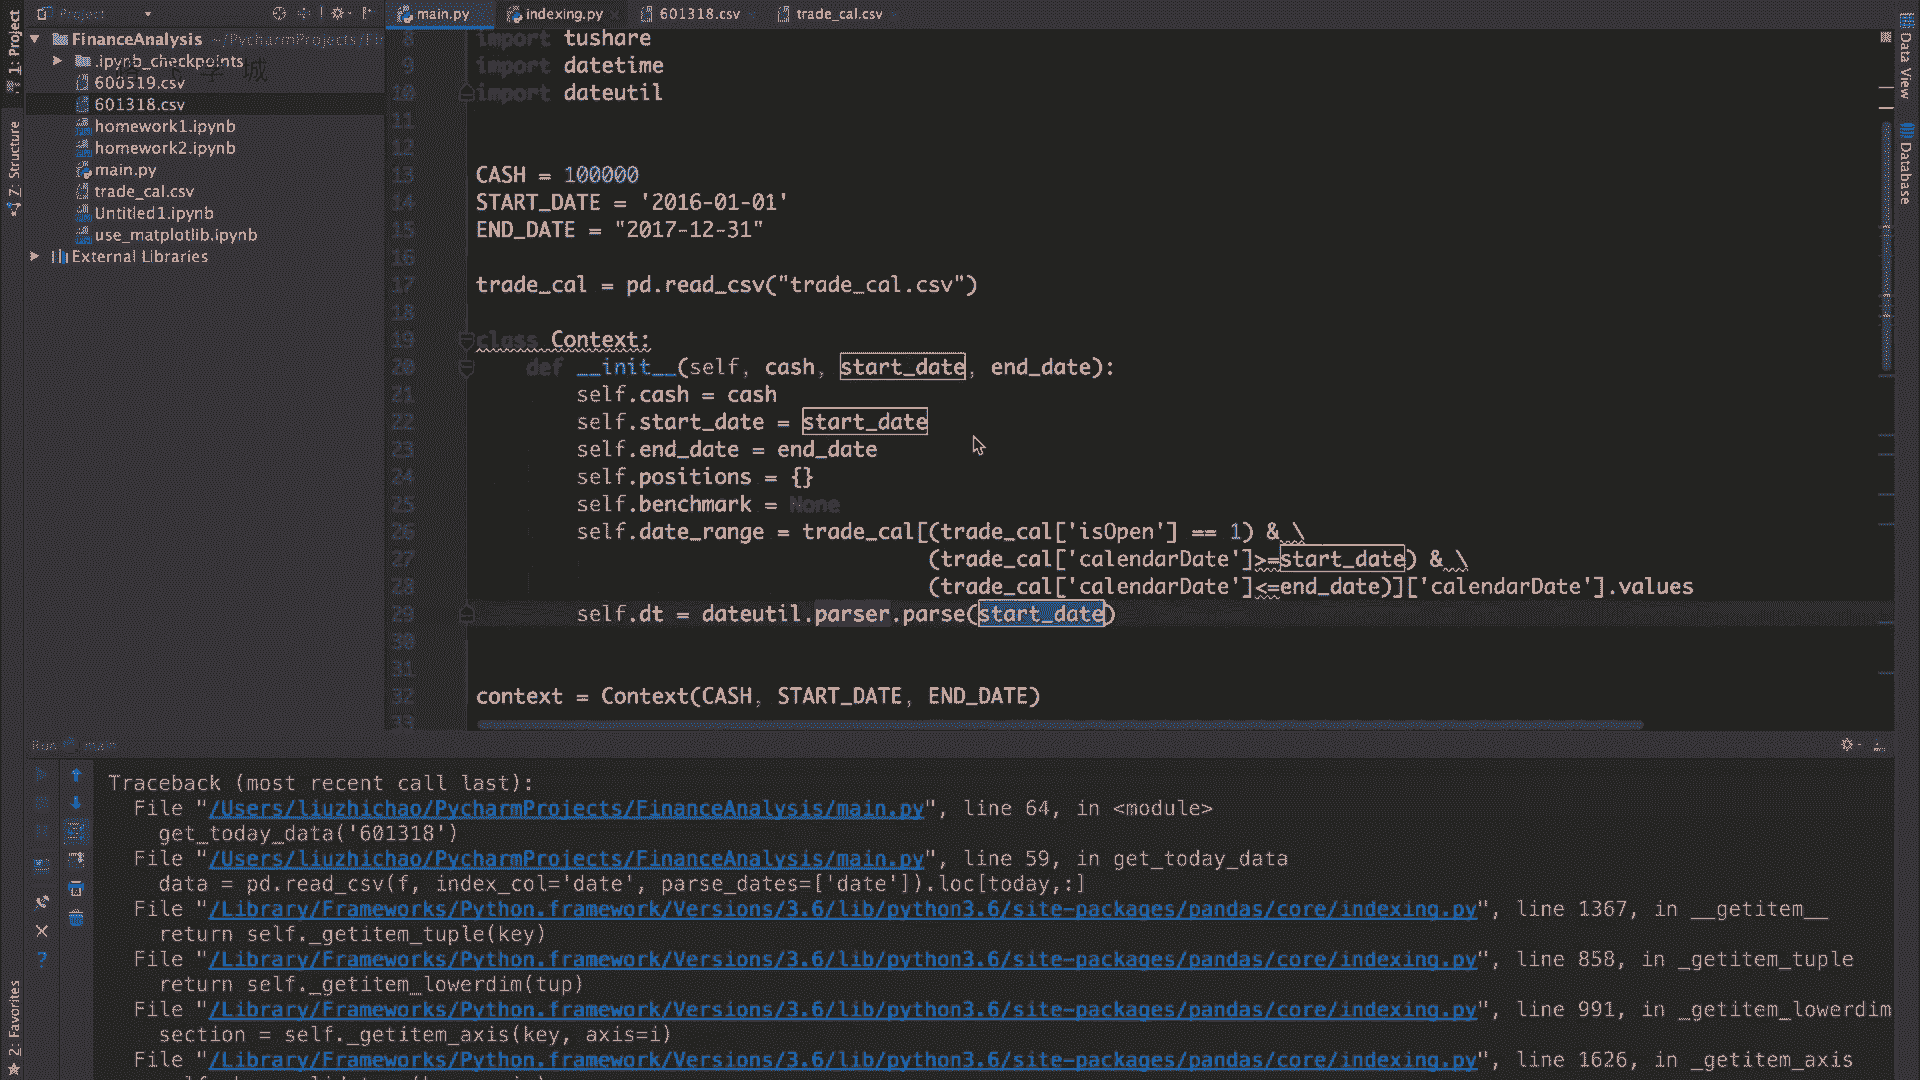 Project
main.py
indexing.py
601318.csv
trade_cal.csv
1: Project
FinanceAnalysis ~/PycharmProjects/Fi
.ipynb_checkpoints
600519.csv
601318.csv
homework1.ipynb
homework2.ipynb
main.py
trade_cal.csv
Untitled1.ipynb
use_matplotlib.ipynb
External Libraries
学 城
7: Structure
2: Favorites
Data View
Database
8 import tushare
9 import datetime
10 import dateutil
11
12
13 CASH = 100000
14 START_DATE = '2016-01-01'
15 END_DATE = "2017-12-31"
16
17 trade_cal = pd.read_csv("trade_cal.csv")
18
19 class Context:
20 def __init__(self, cash, start_date, end_date):
21 self.cash = cash
22 self.start_date = start_date
23 self.end_date = end_date
24 self.positions = {}
25 self.benchmark = None
26 self.date_range = trade_cal[(trade_cal['isOpen'] == 1) & \
27 (trade_cal['calendarDate']>=start_date) & \
28 (trade_cal['calendarDate']<=end_date)]['calendarDate'].values
29 self.dt = dateutil.parser.parse(start_date)
30
31
32 context = Context(CASH, START_DATE, END_DATE)
33
Run main
Traceback (most recent call last):
File "/Users/liuzhichao/PycharmProjects/FinanceAnalysis/main.py", line 64, in <module>
get_today_data('601318')
File "/Users/liuzhichao/PycharmProjects/FinanceAnalysis/main.py", line 59, in get_today_data
data = pd.read_csv(f, index_col='date', parse_dates=['date']).loc[today,:]
File "/Library/Frameworks/Python.framework/Versions/3.6/lib/python3.6/site-packages/pandas/core/indexing.py", line 1367, in __getitem__
return self._getitem_tuple(key)
File "/Library/Frameworks/Python.framework/Versions/3.6/lib/python3.6/site-packages/pandas/core/indexing.py", line 858, in _getitem_tuple
return self._getitem_lowerdim(tup)
File "/Library/Frameworks/Python.framework/Versions/3.6/lib/python3.6/site-packages/pandas/core/indexing.py", line 991, in _getitem_lowerdim
section = self._getitem_axis(key, axis=i)
File "/Library/Frameworks/Python.framework/Versions/3.6/lib/python3.6/site-packages/pandas/core/indexing.py", line 1626, in _getitem_axis